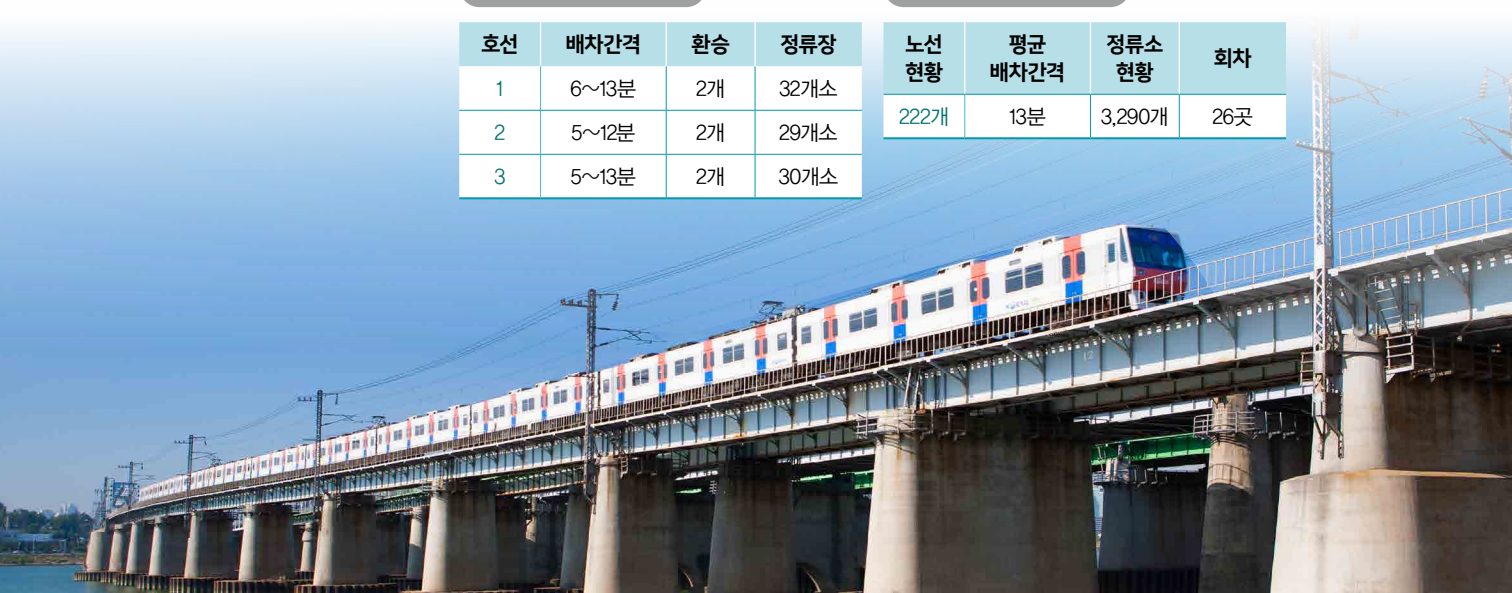 호선 배차간격 환승 정류장
1 6～13분 2개 32개소
2 5～12분 2개 29개소
3 5～13분 2개 30개소
노선 현황 평균 배차간격 정류소 현황 회차
222개 13분 3,290개 26곳